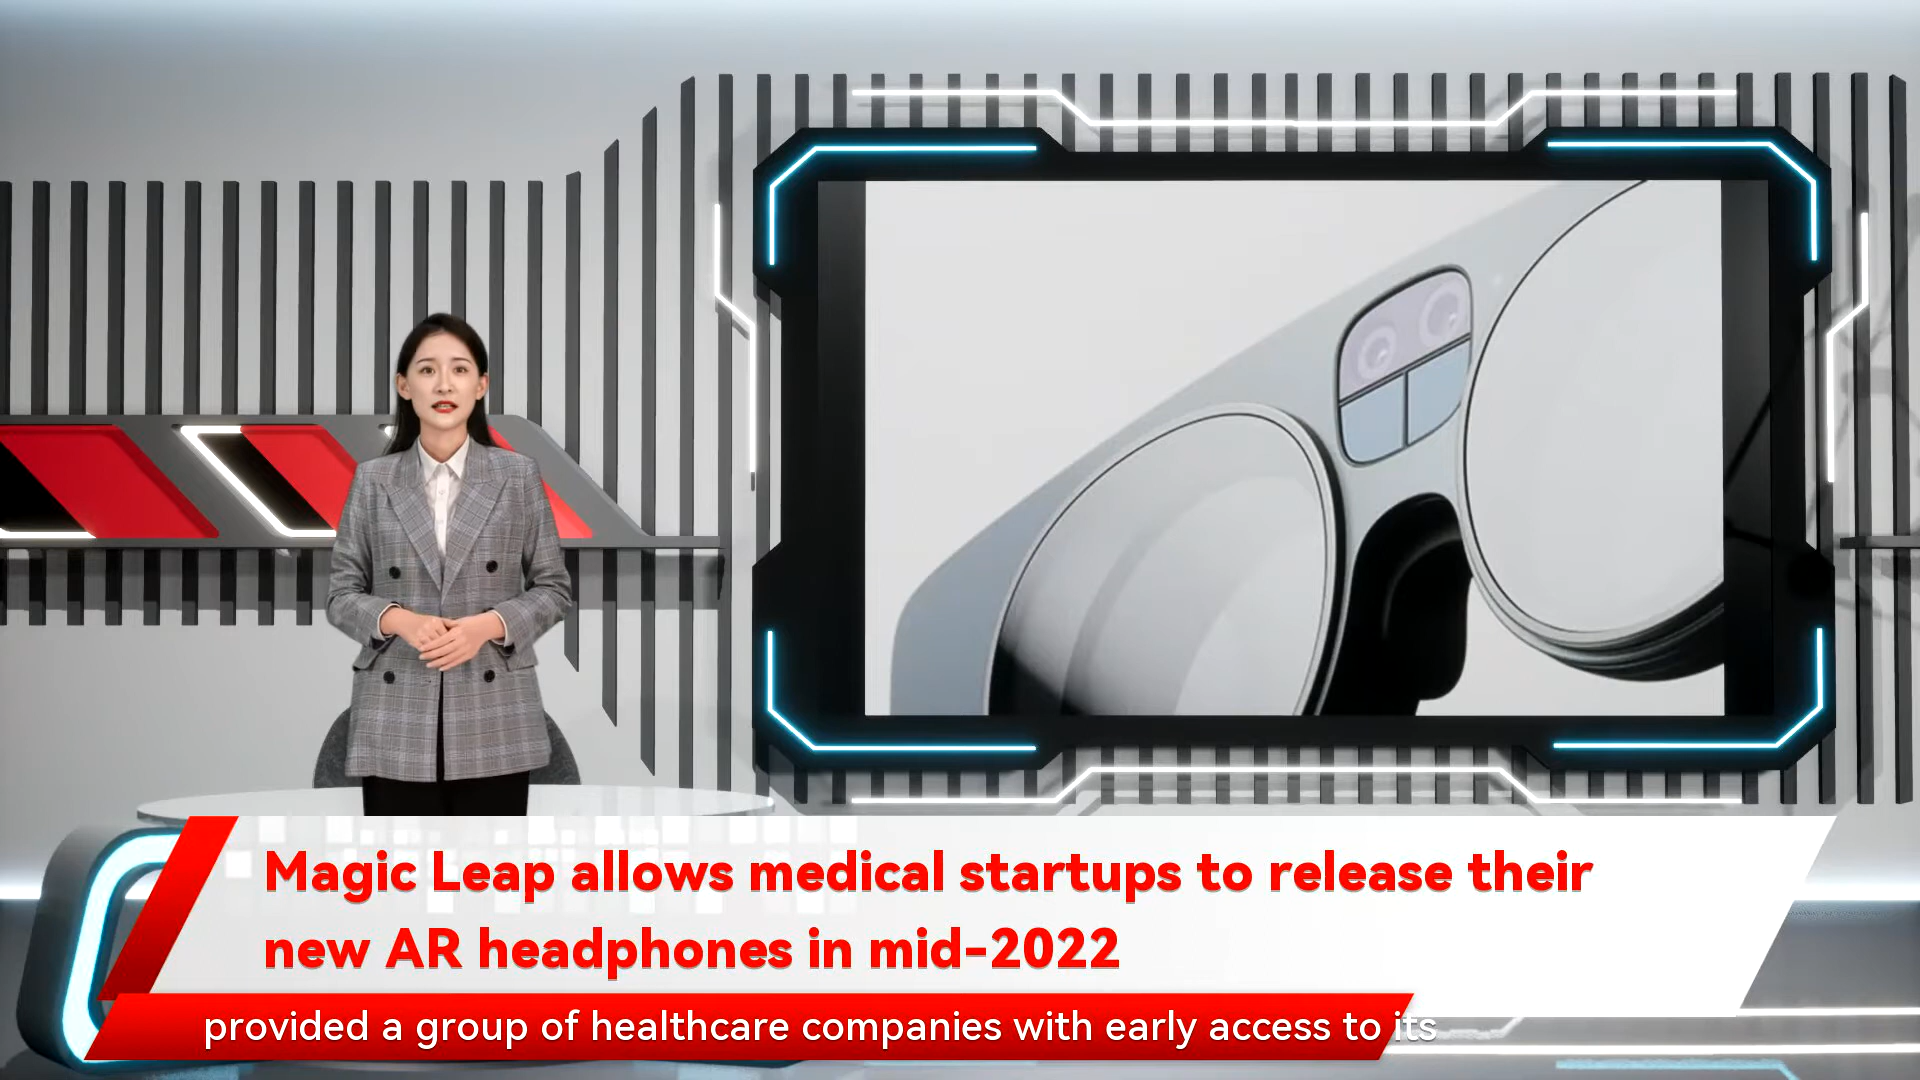 Magic Leap allows medical startups to release their
new AR headphones in mid-2022
provided a group of healthcare companies with early access to its